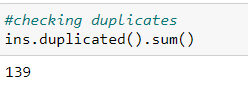 #checking duplicates
ins.duplicated().sum()
139